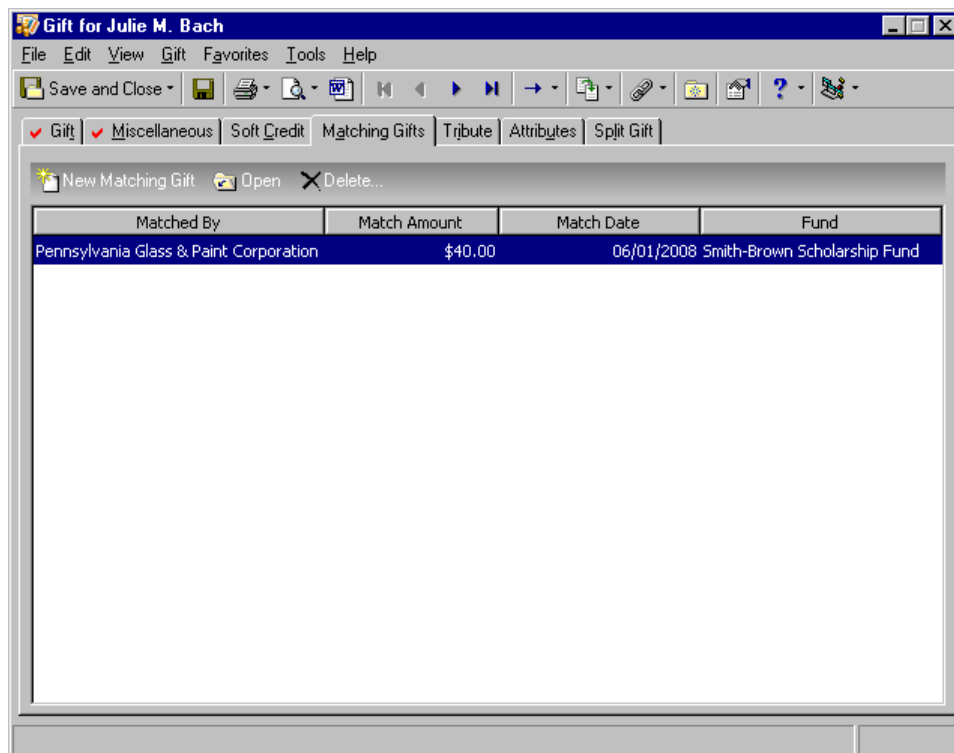 Gift for Julie M. Bach
File Edit View Gift Favorites Tools Help
Save and Close
Gift Miscellaneous Soft Credit Matching Gifts Tribute Attributes Split Gift
New Matching Gift Open Delete...
Matched By Match Amount Match Date Fund
Pennsylvania Glass & Paint Corporation $40.00 06/01/2008 Smith-Brown Scholarship Fund